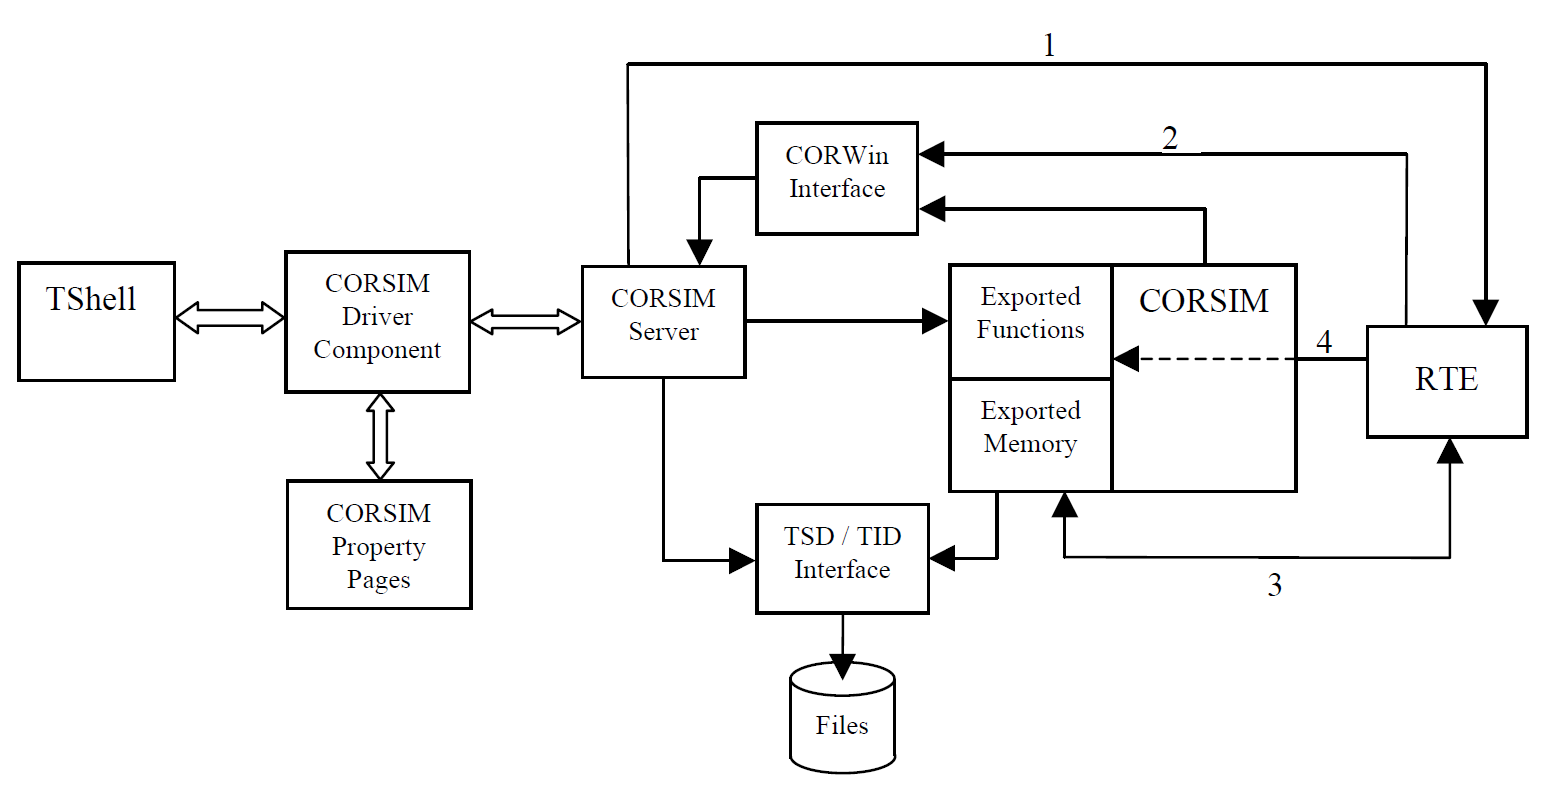 1
2
CORWin
Interface
TShell
CORSIM
Driver
Component
CORSIM
Server
Exported
Functions
CORSIM
4
RTE
Exported
Memory
CORSIM
Property
Pages
TSD / TID
Interface
3
Files